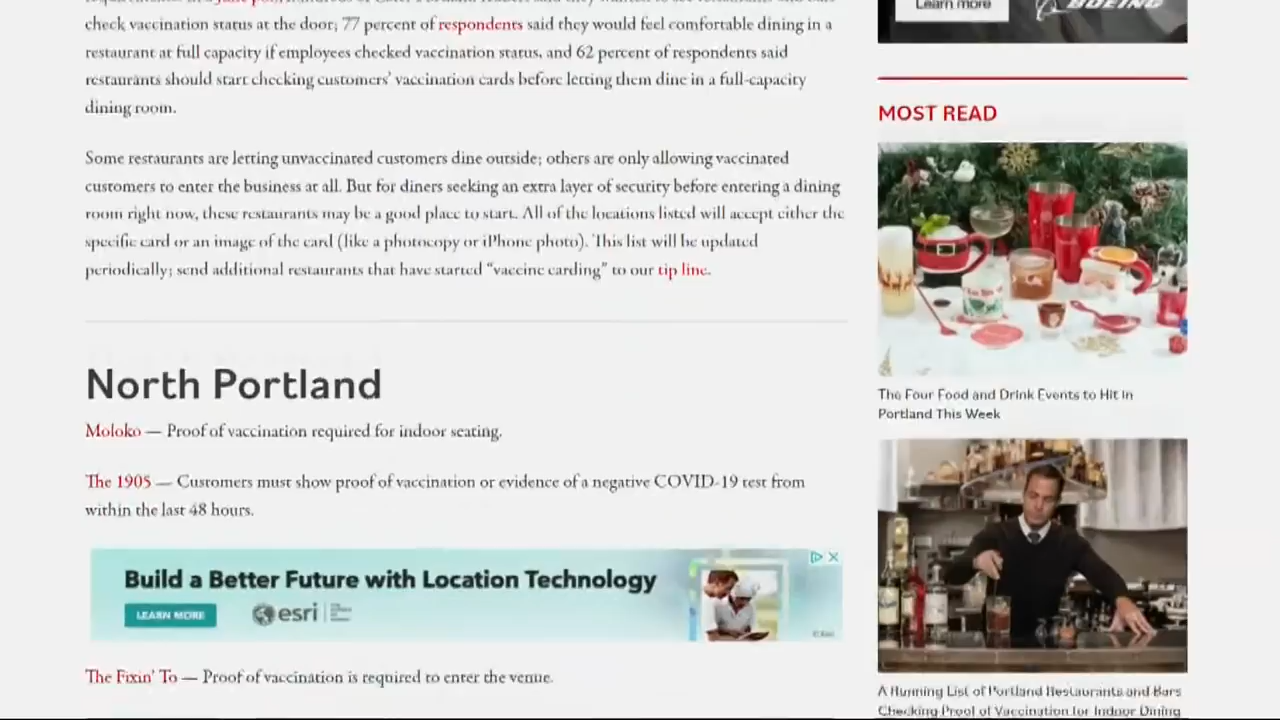 check vaccination status at the door; 77 percent of respondents said they would feel comfortable dining in a
restaurant at full capacity if employees checked vaccination status, and 62 percent of respondents said
restaurants should start checking customers' vaccination cards before letting them dine in a full-capacity
dining room.
Some restaurants are letting unvaccinated customers dine outside; others are only allowing vaccinated
customers to enter the business at all. But for diners seeking an extra layer of security before entering a dining
room right now, these restaurants may be a good place to start. All of the locations listed will accept either the
specific card or an image of the card (like a photocopy or iPhone photo). This list will be updated
periodically; send additional restaurants that have started “vaccine carding” to our tip line.
North Portland
Moloko — Proof of vaccination required for indoor seating.
The 1905 — Customers must show proof of vaccination or evidence of a negative COVID-19 test from
within the last 48 hours.
Build a Better Future with Location Technology
LEARN MORE
esri
The Fixin' To — Proof of vaccination is required to enter the venue.
Learn more
BOEING
MOST READ
The Four Food and Drink Events to Hit in
Portland This Week
A Running List of Portland Restaurants and Bars
Checking Proof of Vaccination for Indoor Dining